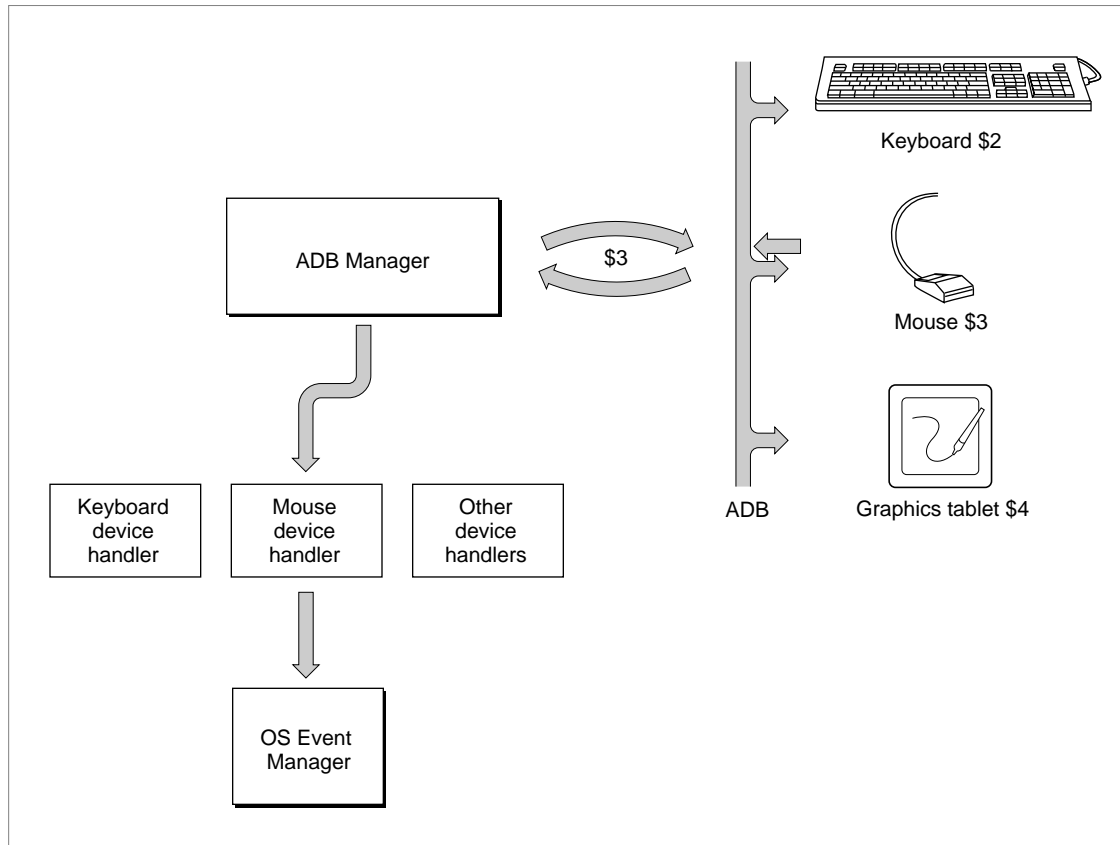 Keyboard $2
ADB Manager
$3
Mouse $3
Keyboard
device
handler
Mouse
device
handler
Other
device
handlers
ADB
Graphics tablet $4
OS Event
Manager